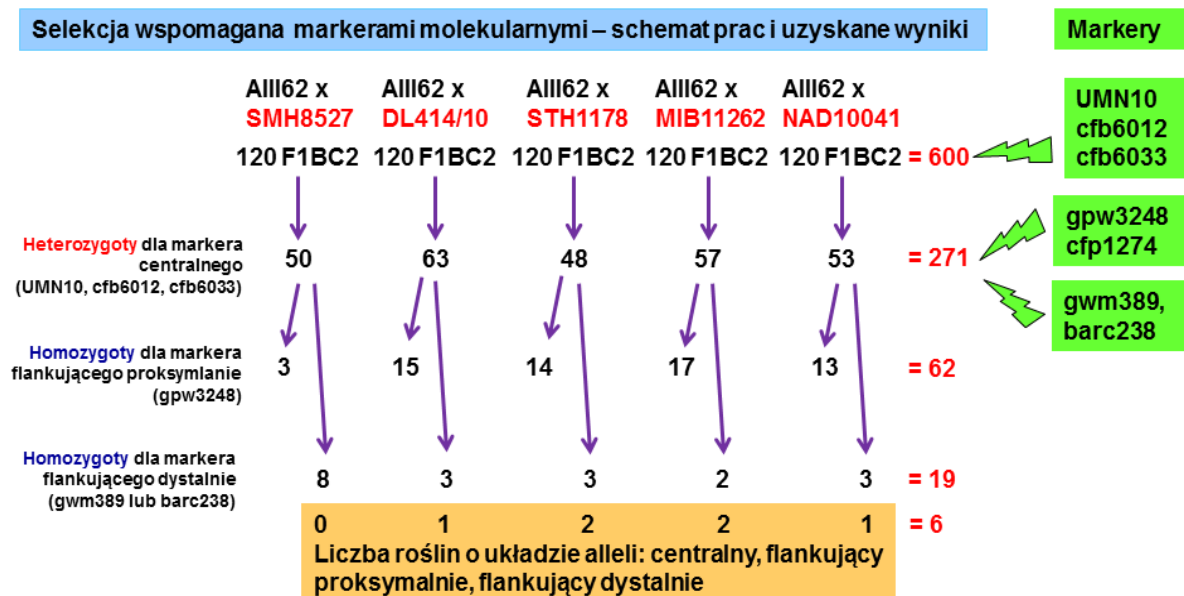 Selekcja wspomagana markerami molekularnymi – schemat prac i uzyskane wyniki
Markery
AIII62 x AIII62 x AIII62 x AIII62 x AIII62 x
SMH8527 DL414/10 STH1178 MIB11262 NAD10041
120 F1BC2 120 F1BC2 120 F1BC2 120 F1BC2 120 F1BC2 = 600
UMN10
cfb6012
cfb6033
Heterozygoty dla markera
centralnego
(UMN10, cfb6012, cfb6033)
50 63 48 57 53 = 271
gpw3248
cfp1274
gwm389,
barc238
Homozygoty dla markera
flankującego proksymlanie
(gpw3248)
3 15 14 17 13 = 62
Homozygoty dla markera
flankującego dystalnie
(gwm389 lub barc238)
8 3 3 2 3 = 19
0 1 2 2 1 = 6
Liczba roślin o układzie alleli: centralny, flankujący
proksymalnie, flankujący dystalnie